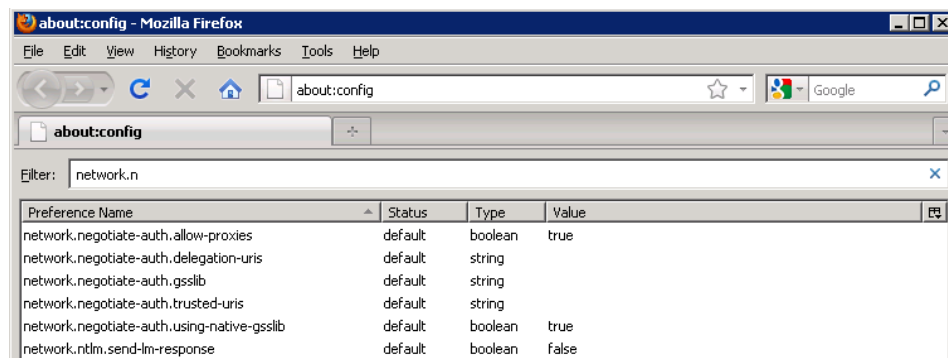 about:config - Mozilla Firefox
File Edit View History Bookmarks Tools Help
about:config Google
about:config
Filter: network.n
Preference Name Status Type Value
network.negotiate-auth.allow-proxies default boolean true
network.negotiate-auth.delegation-uris default string
network.negotiate-auth.gsslib default string
network.negotiate-auth.trusted-uris default string
network.negotiate-auth.using-native-gsslib default boolean true
network.ntlm.send-lm-response default boolean false